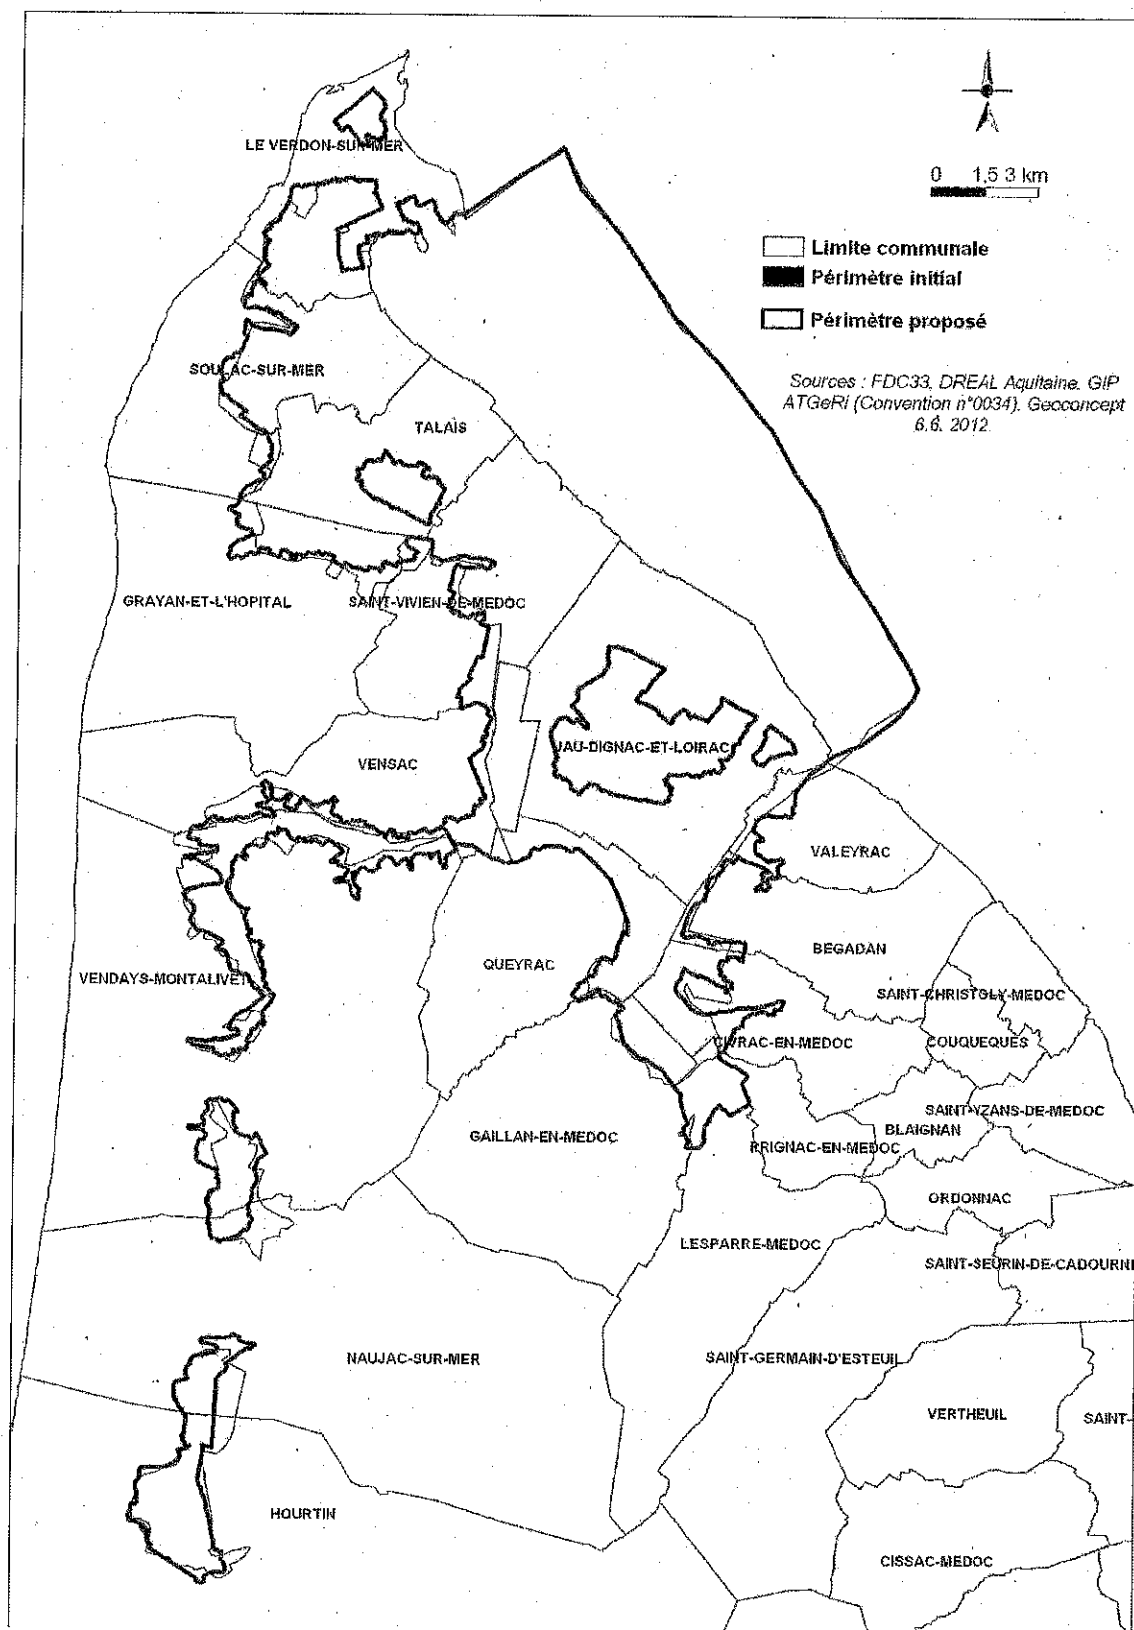 LE VERDON-SUR-MER
0 1,5 3 km
Limite communale
Périmètre initial
Périmètre proposé
Sources : FDC33, DREAL Aquitaine, GIP
ATGeRi (Convention n°0034), Geoconcept
6.6, 2012.
SOULAC-SUR-MER
TALAIS
GRAYAN-ET-L'HOPITAL
SAINT-VIVIEN-DE-MEDOC
JAU-DIGNAC-ET-LOIRAC
VENSAC
VALEYRAC
BEGADAN
QUEYRAC
VENDAYS-MONTALIVET
SAINT-CHRISTOLY-MEDOC
CIVRAC-EN-MEDOC
COUQUEQUES
SAINT-YZANS-DE-MEDOC
BLAIGNAN
GAILLAN-EN-MEDOC
PRIGNAC-EN-MEDOC
ORDONNAC
LESPARRE-MEDOC
SAINT-SEURIN-DE-CADOURNE
NAUJAC-SUR-MER
SAINT-GERMAIN-D'ESTEUIL
VERTHEUIL
SAINT-
HOURTIN
CISSAC-MEDOC